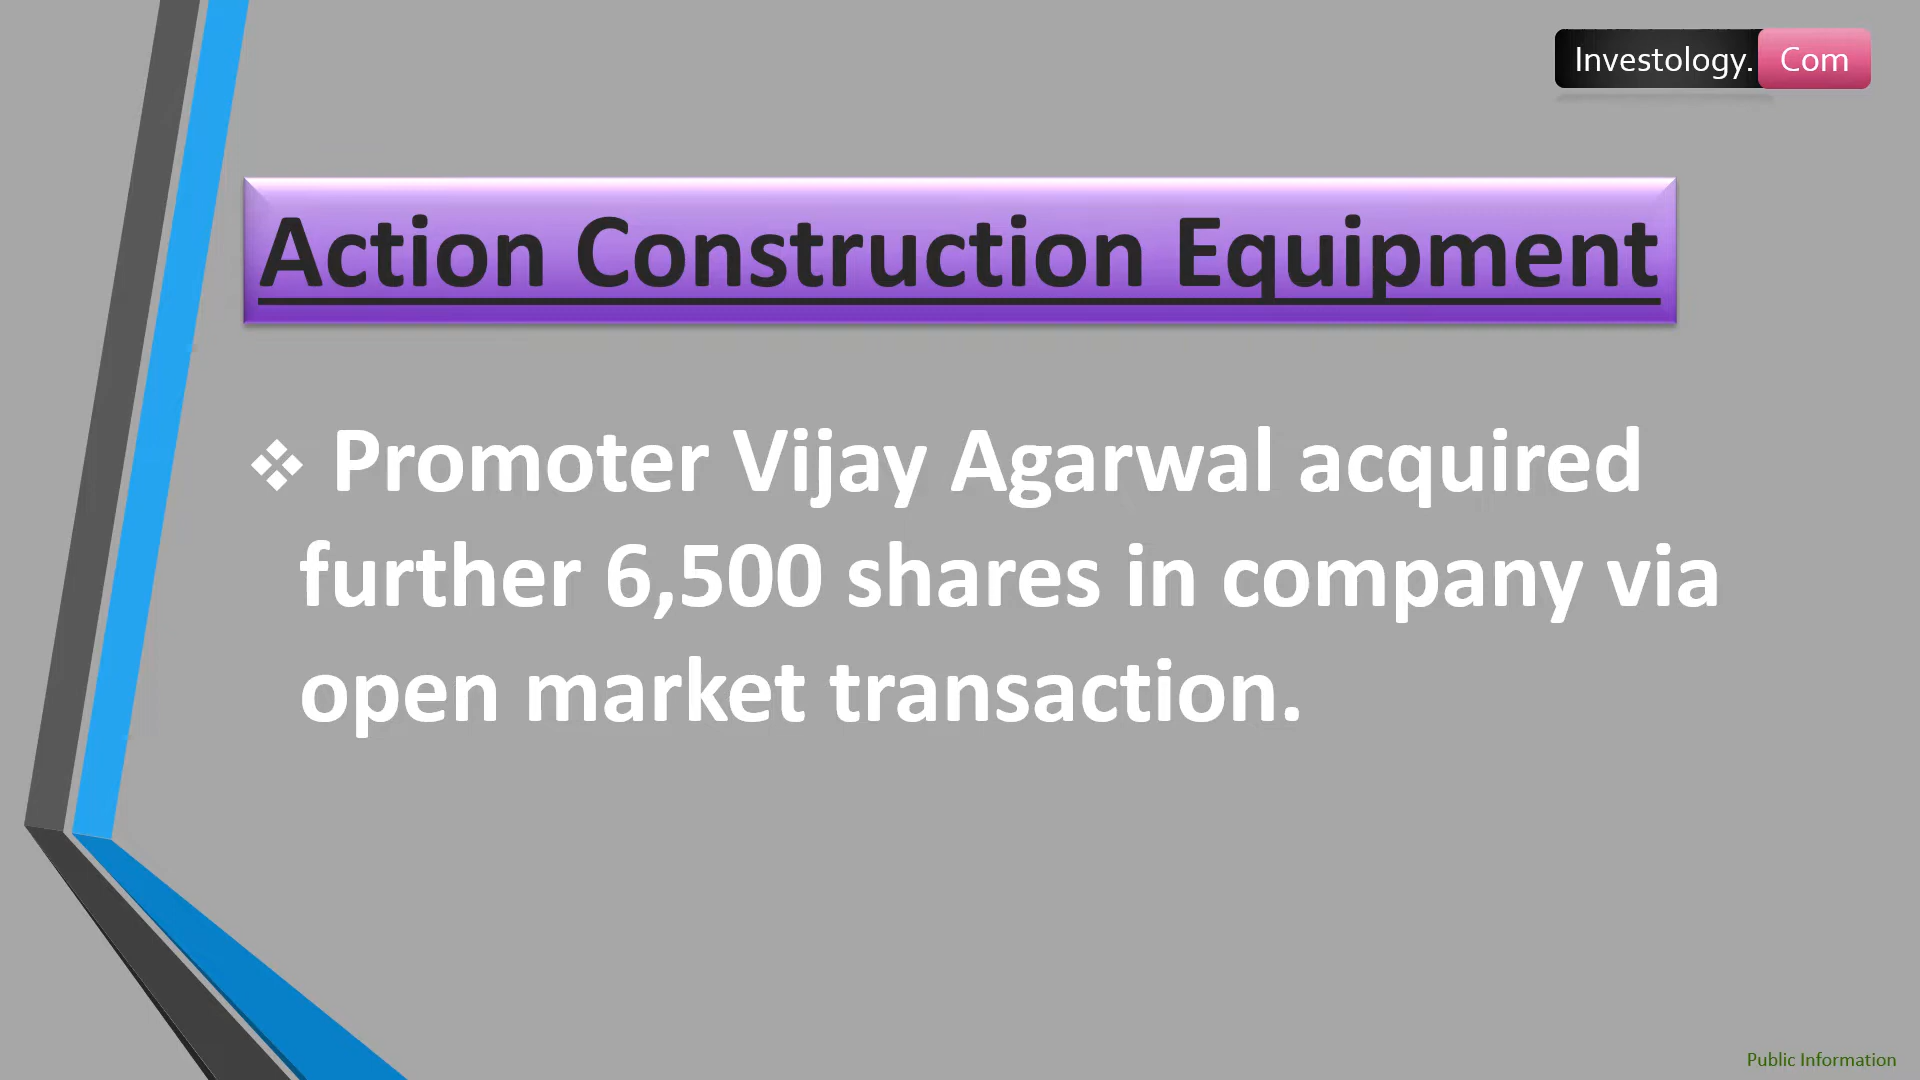 Investology. Com
Action Construction Equipment
❖ Promoter Vijay Agarwal acquired
further 6,500 shares in company via
open market transaction.
Public Information